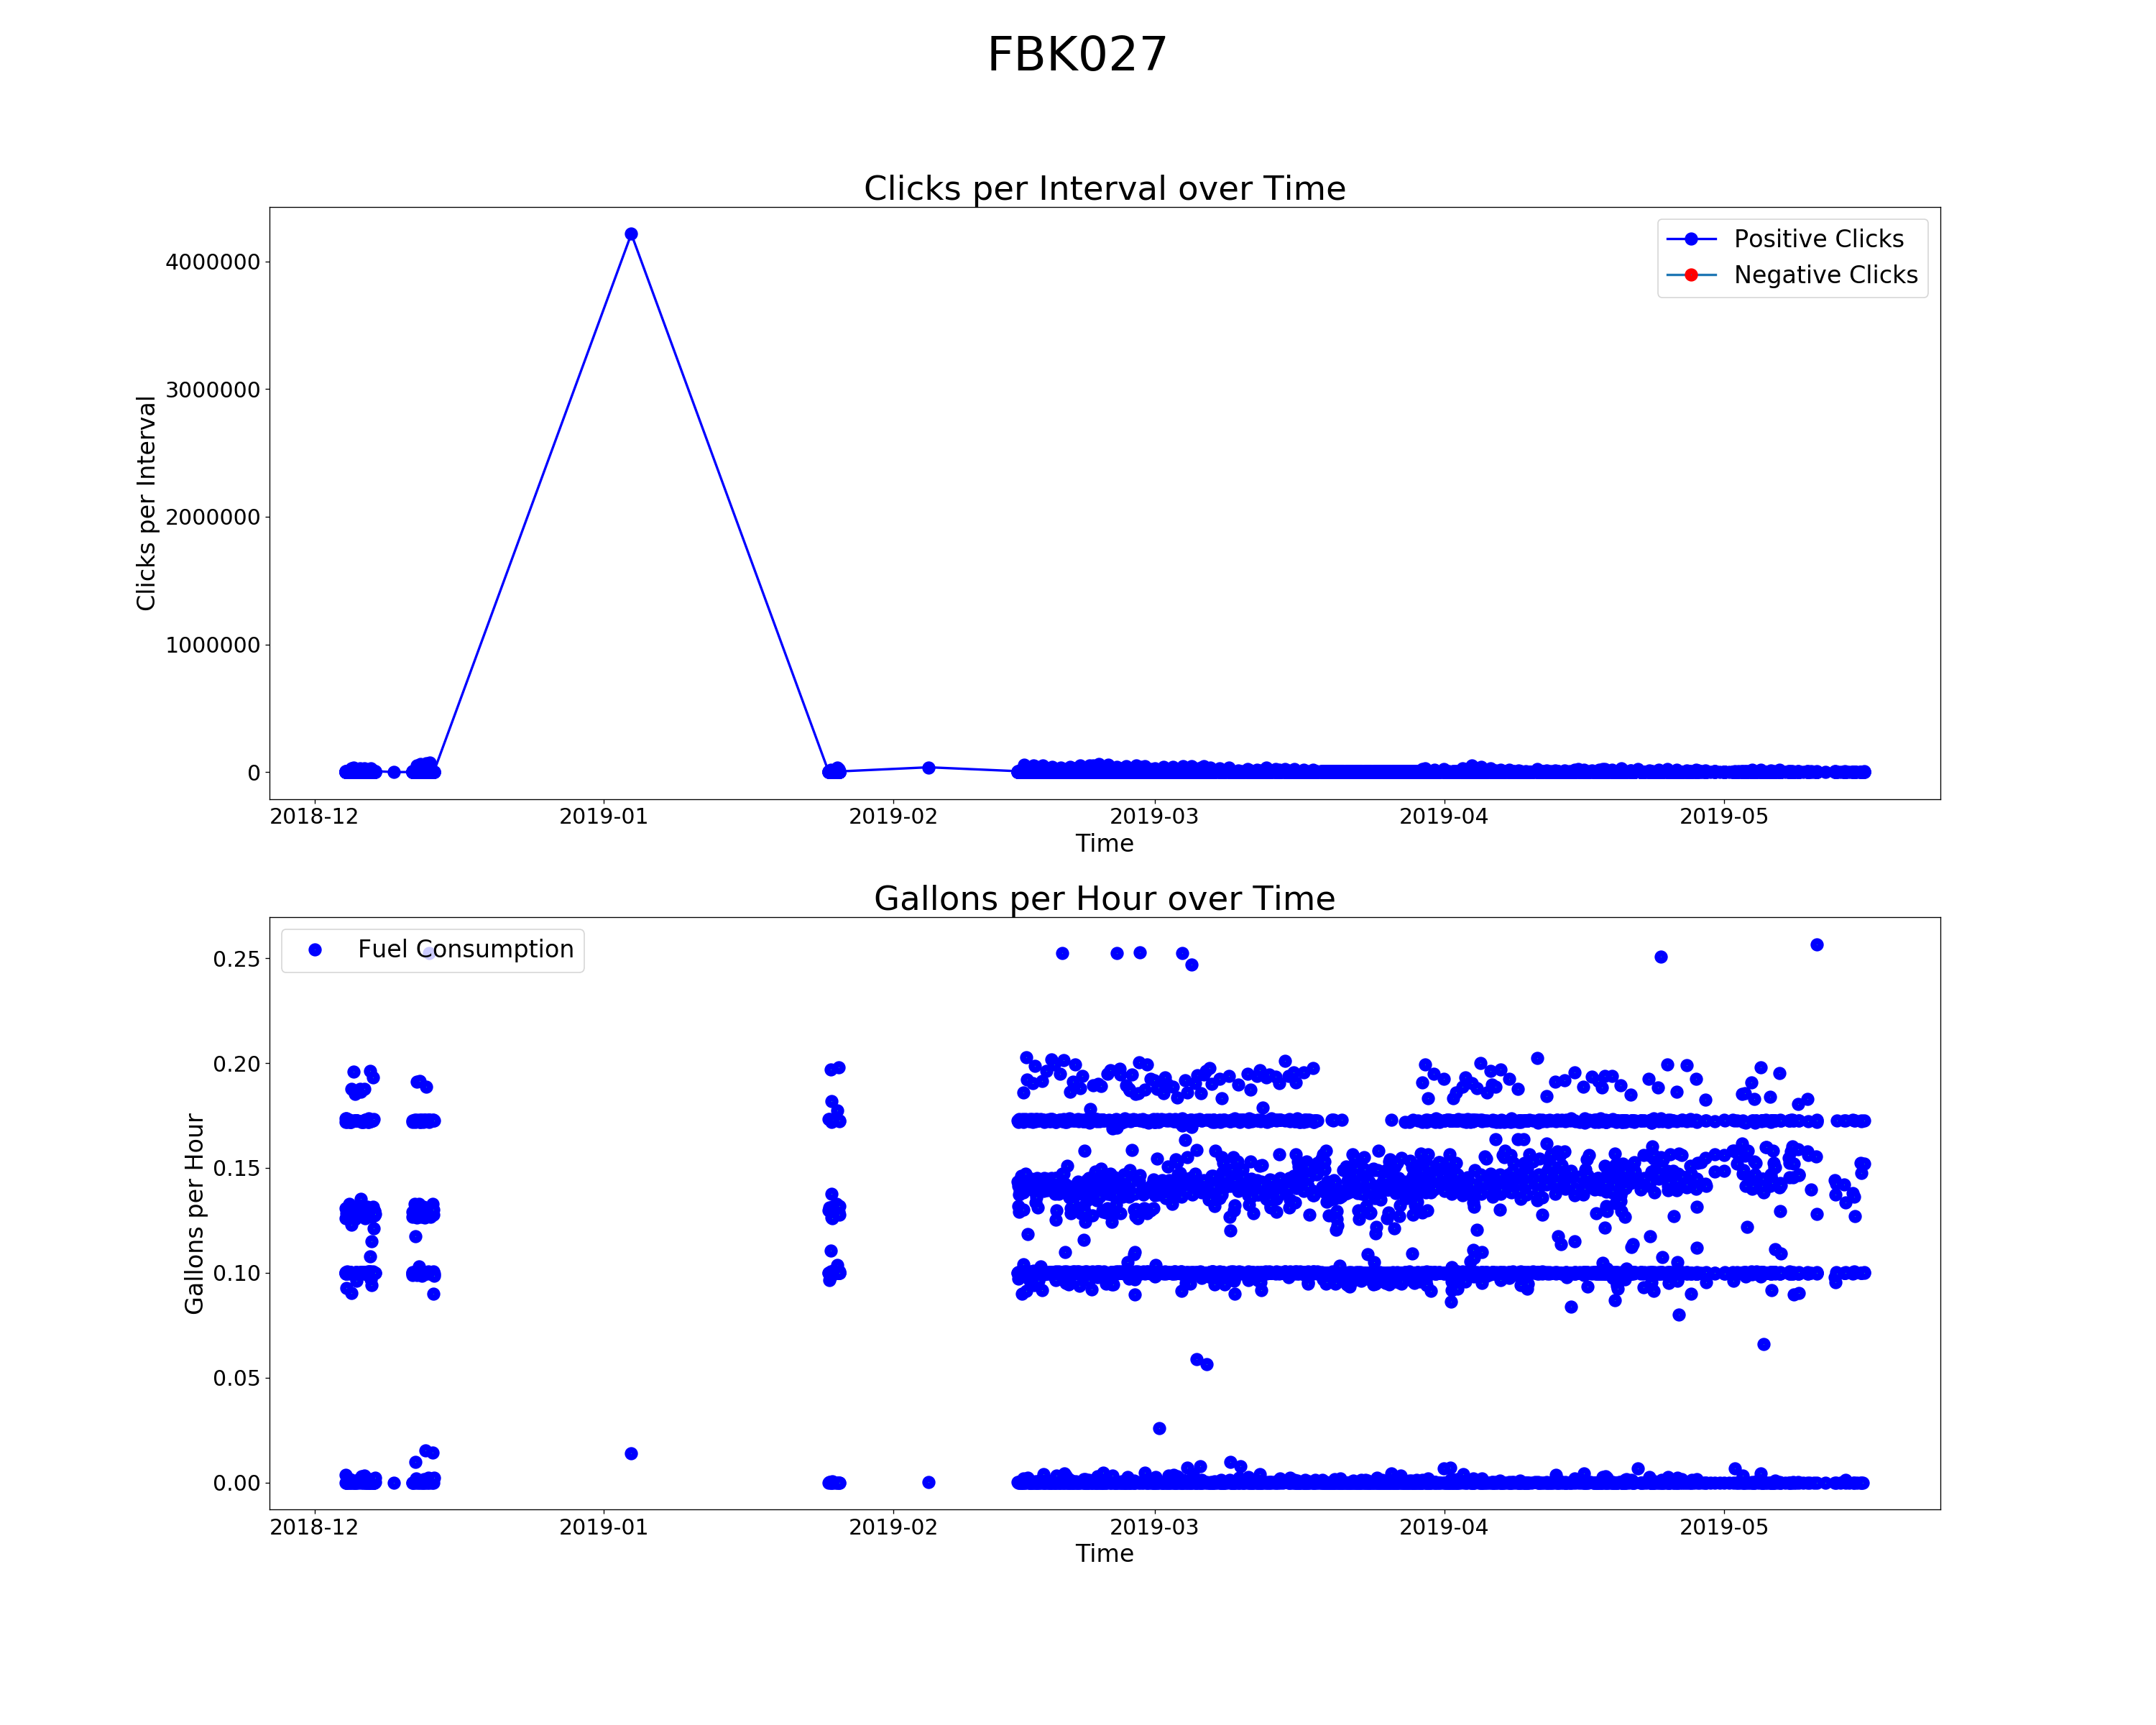 FBK027
Clicks per Interval over Time
Positive Clicks
Negative Clicks
4000000
3000000
2000000
1000000
0
Clicks per Interval
2018-12 2019-01 2019-02 2019-03 2019-04 2019-05
Time
Gallons per Hour over Time
Fuel Consumption
0.25
0.20
0.15
0.10
0.05
0.00
Gallons per Hour
2018-12 2019-01 2019-02 2019-03 2019-04 2019-05
Time